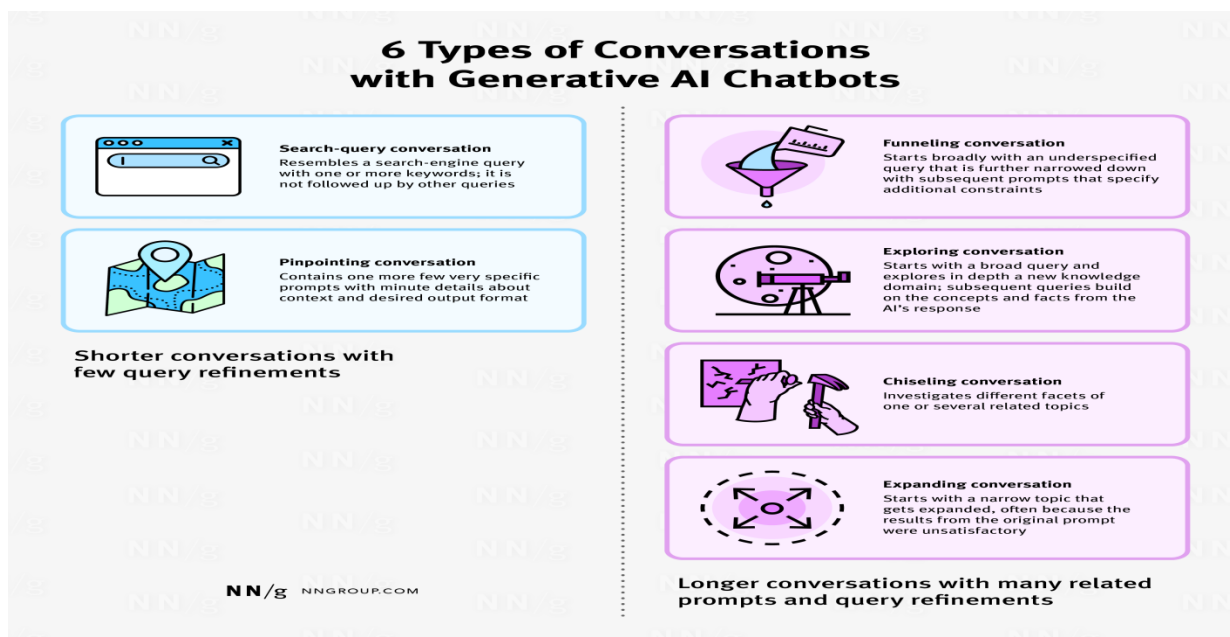 6 Types of Conversations
with Generative AI Chatbots
Search-query conversation
Resembles a search-engine query
with one or more keywords; it is
not followed up by other queries
Pinpointing conversation
Contains one more few very specific
prompts with minute details about
context and desired output format
Shorter conversations with
few query refinements
Funneling conversation
Starts broadly with an underspecified
query that is further narrowed down
with subsequent prompts that specify
additional constraints
Exploring conversation
Starts with a broad query and
explores in depth a new knowledge
domain; subsequent queries build
on the concepts and facts from the
AI's response
Chiseling conversation
Investigates different facets of
one or several related topics
Expanding conversation
Starts with a narrow topic that
gets expanded, often because the
results from the original prompt
were unsatisfactory
Longer conversations with many related
prompts and query refinements
NN/g NNGROUP.COM